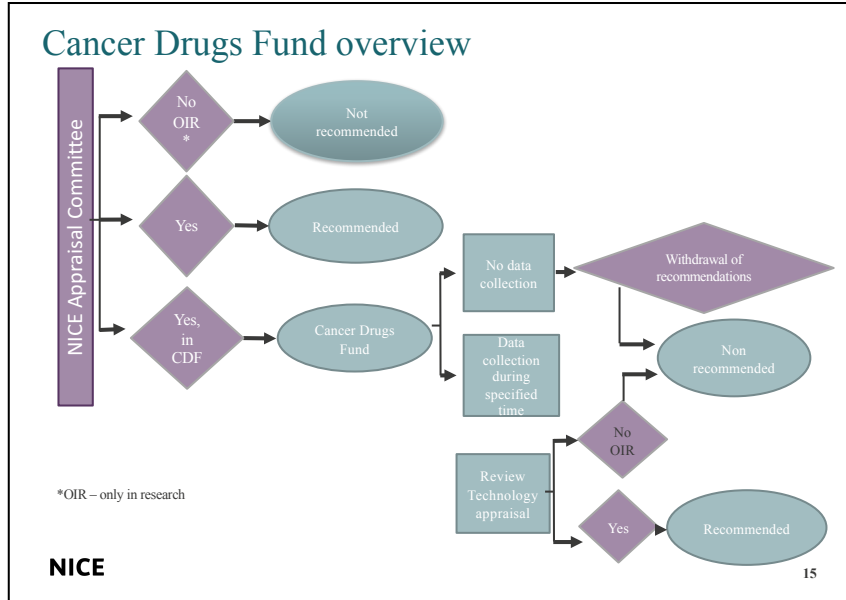 Cancer Drugs Fund overview
NICE Appraisal Committee
No
OIR
*
Not
recommended
Yes
Recommended
Yes,
in
CDF
Cancer Drugs
Fund
No data
collection
Withdrawal of
recommendations
Data
collection
during
specified
time
Non
recommended
No
OIR
Review
Technology
appraisal
Yes
Recommended
*OIR – only in research
NICE
15